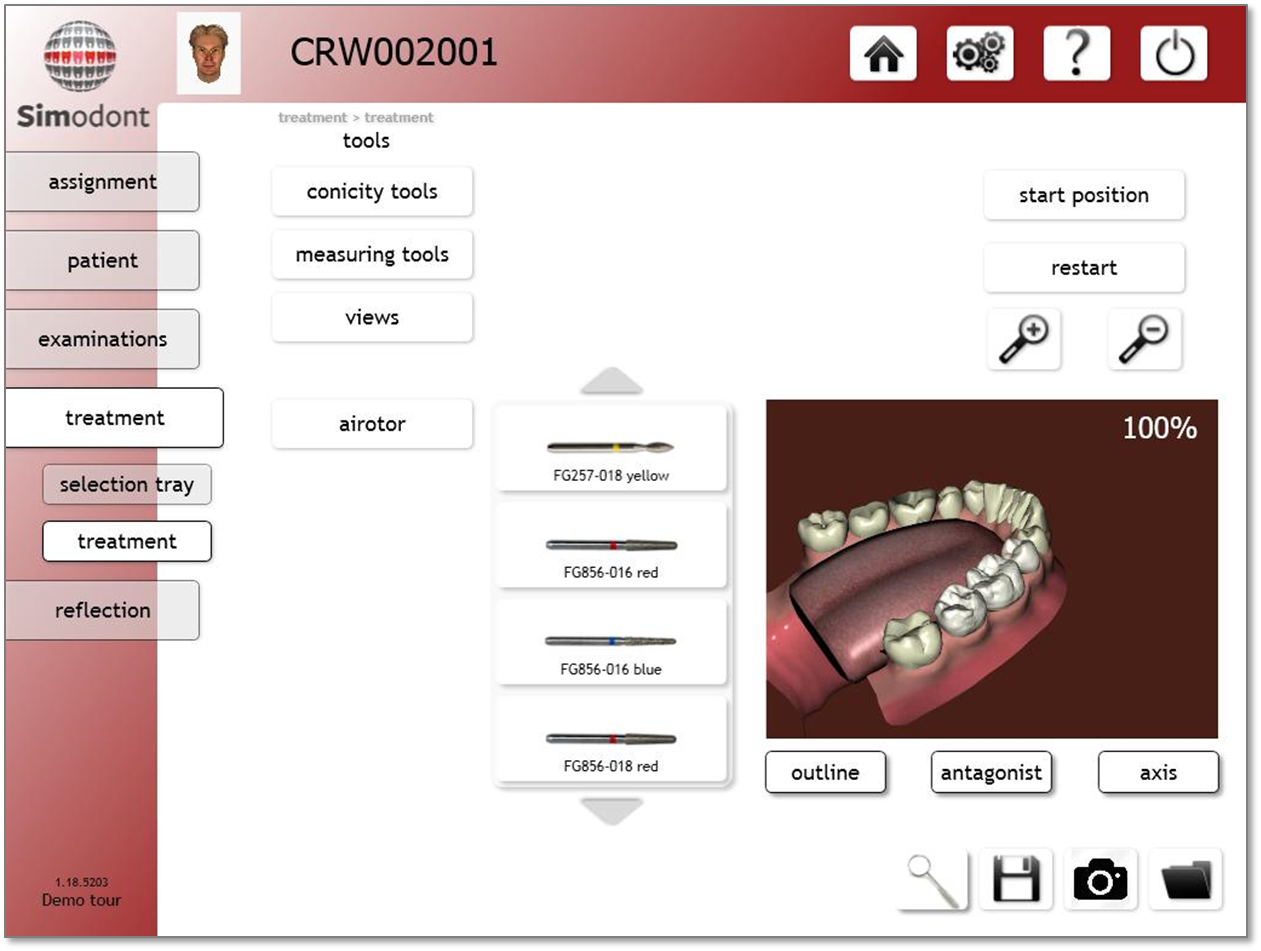 CRW002001
Simodont
treatment > treatment
tools
assignment
conicity tools
start position
patient
measuring tools
restart
examinations
views
treatment
airotor
100%
FG257-018 yellow
selection tray
treatment
FG856-016 red
reflection
FG856-016 blue
FG856-018 red
outline
antagonist
axis
1.18.5203
Demo tour